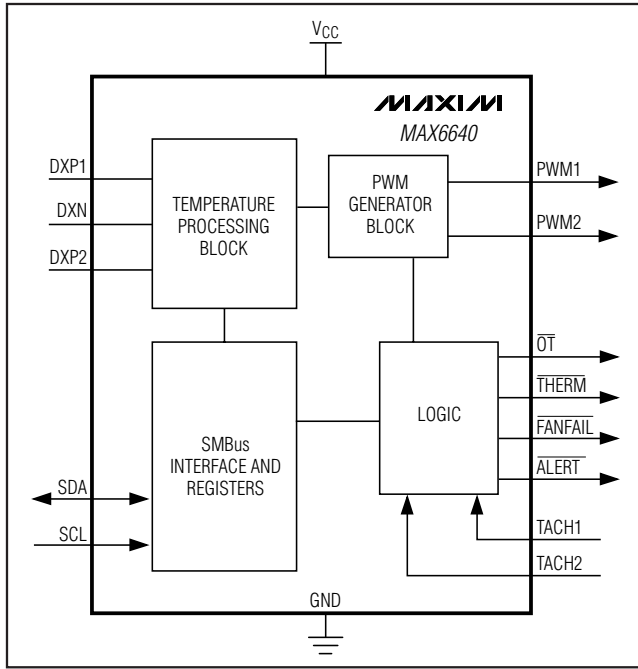 VCC
MAXIM
MAX6640
DXP1
DXN
DXP2
TEMPERATURE
PROCESSING
BLOCK
PWM
GENERATOR
BLOCK
PWM1
PWM2
SMBus
INTERFACE AND
REGISTERS
LOGIC
OT
THERM
FANFAIL
ALERT
SDA
SCL
TACH1
TACH2
GND